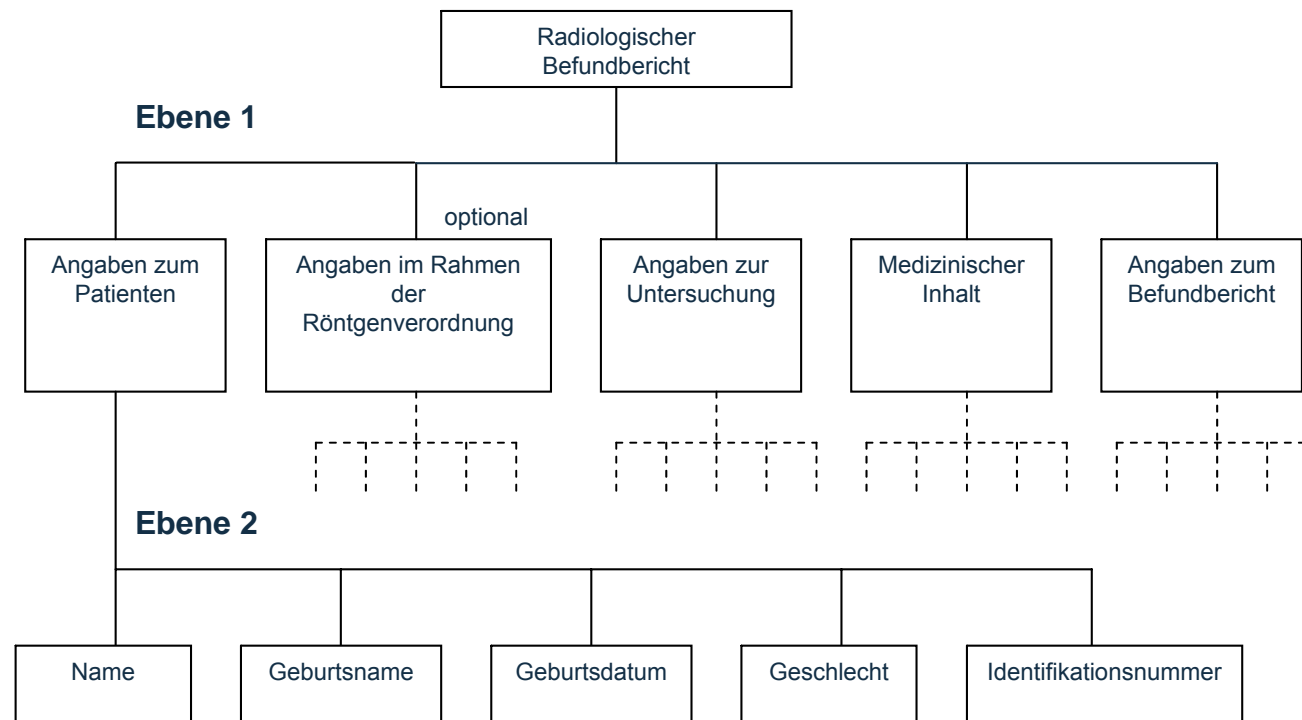 Radiologischer
Befundbericht
Ebene 1
optional
Angaben zum
Patienten
Angaben im Rahmen
der
Röntgenverordnung
Angaben zur
Untersuchung
Medizinischer
Inhalt
Angaben zum
Befundbericht
Ebene 2
Name
Geburtsname
Geburtsdatum
Geschlecht
Identifikationsnummer